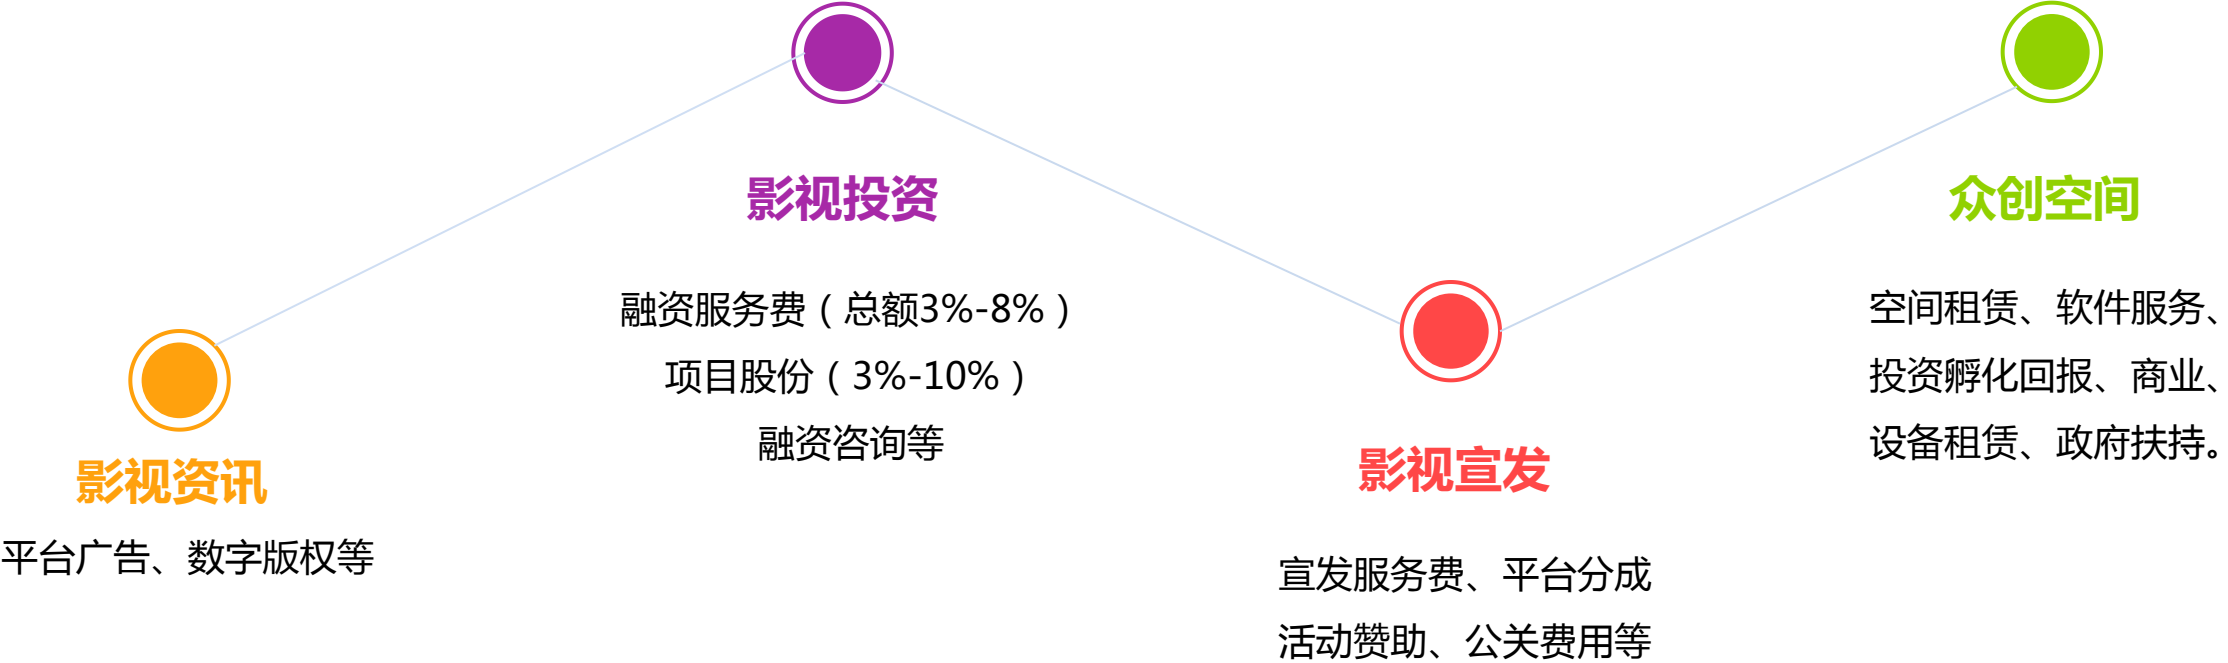 影视资讯
平台广告、数字版权等
影视投资
融资服务费（总额3%-8%）
项目股份（3%-10%）
融资咨询等
影视宣发
宣发服务费、平台分成
活动赞助、公关费用等
众创空间
空间租赁、软件服务、
投资孵化回报、商业、
设备租赁、政府扶持。